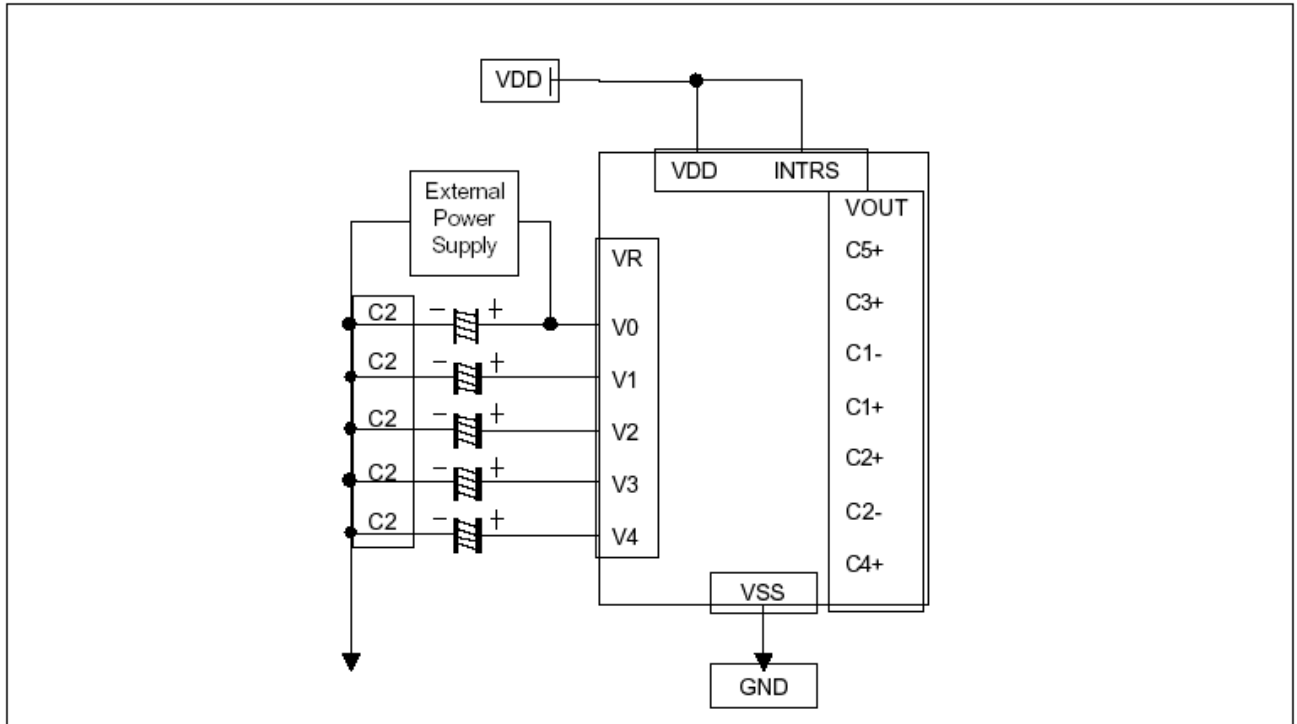 VDD
VDD INTRS
External
Power
Supply
VOUT
VR
C5+
C2 − + V0
C3+
C2 − + V1
C1-
C2 − + V2
C1+
C2 − + V3
C2+
C2 − + V4
C2-
C4+
VSS
GND